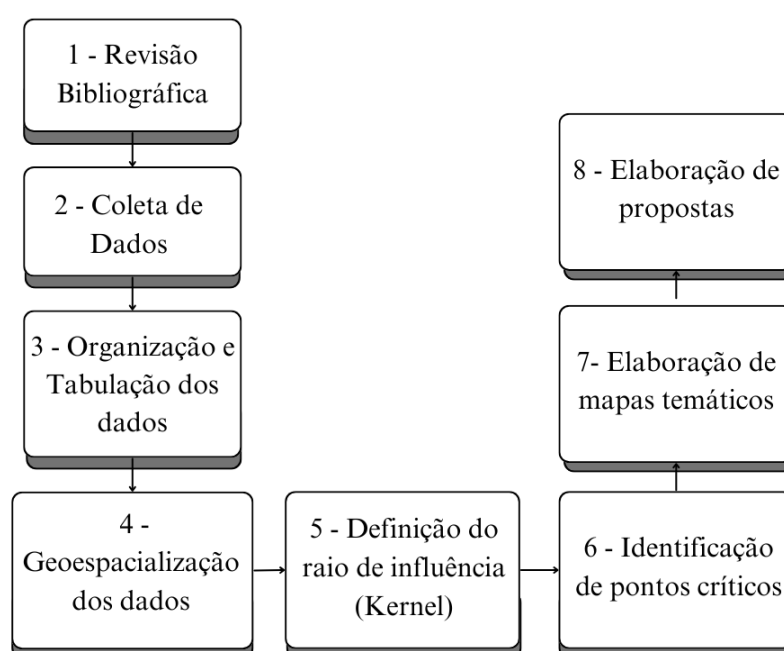 1 - Revisão
Bibliográfica
2 - Coleta de
Dados
3 - Organização e
Tabulação dos
dados
4 -
Geoespacialização
dos dados
5 - Definição do
raio de influência
(Kernel)
6 - Identificação
de pontos críticos
7- Elaboração de
mapas temáticos
8 - Elaboração de
propostas